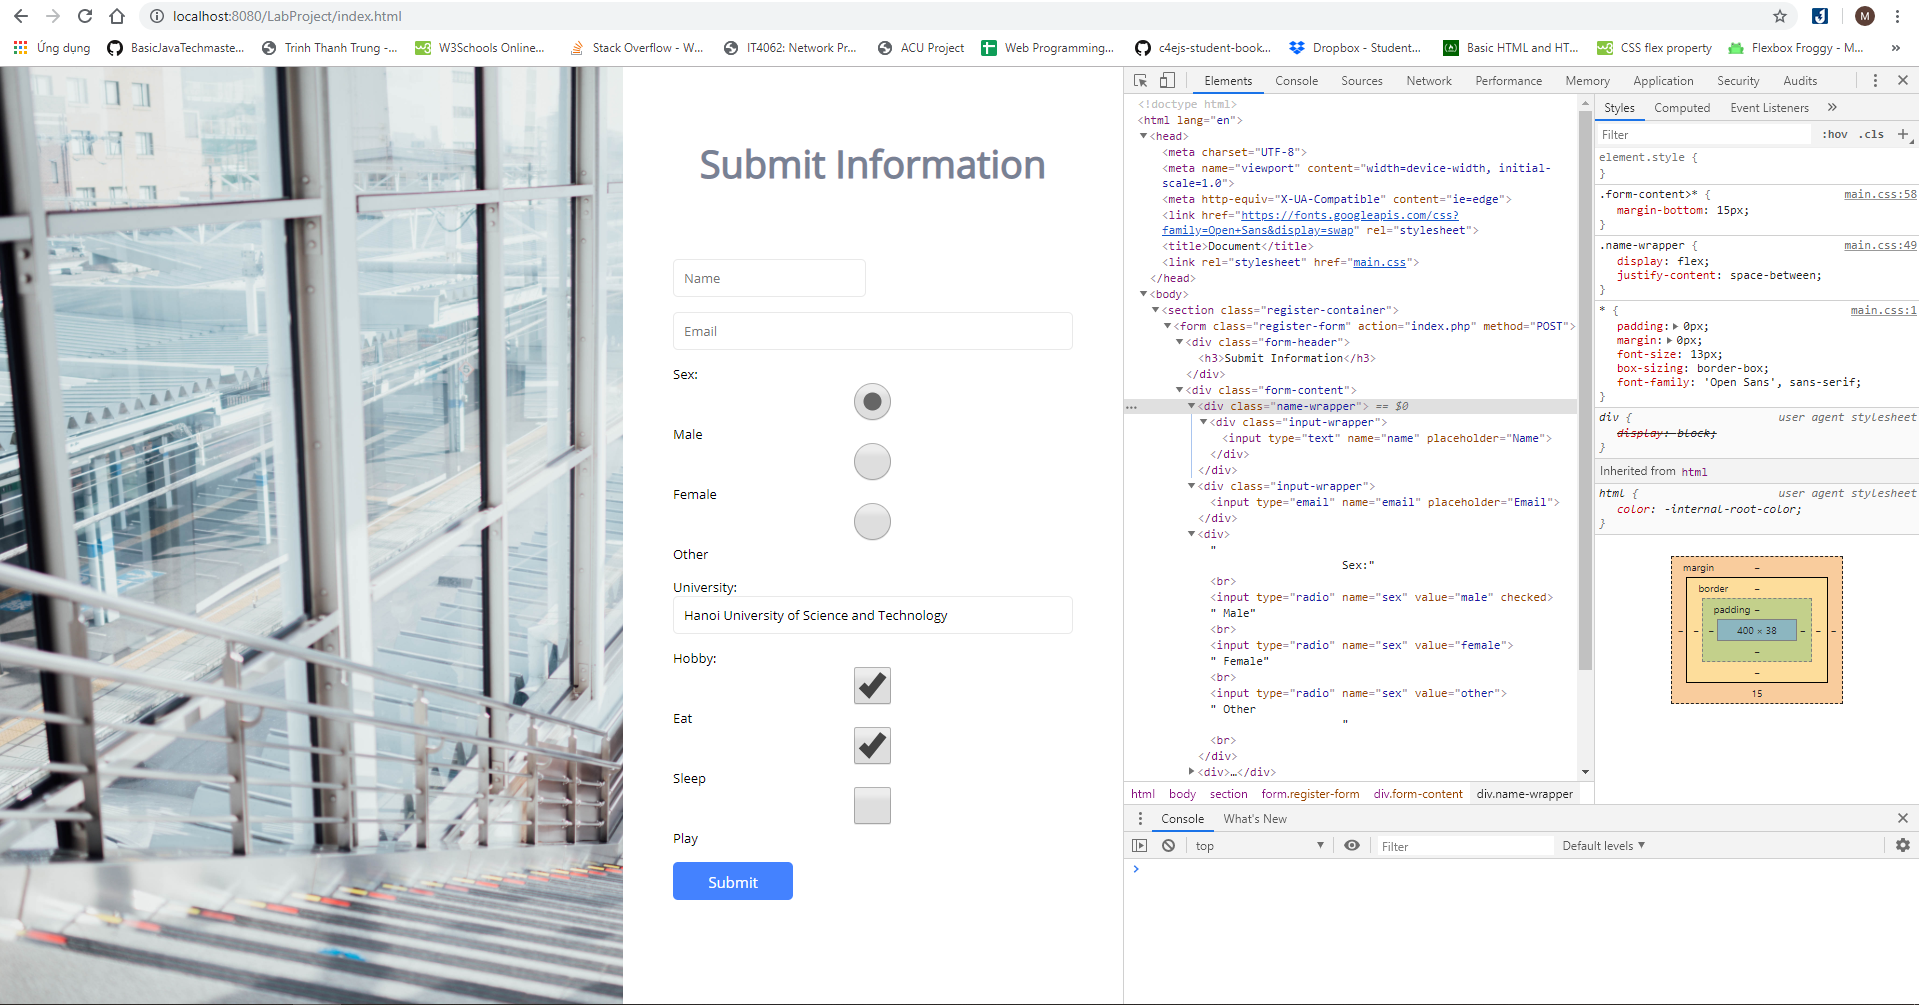 localhost:8080/LabProject/index.html
M
Ứng dụng
BasicJavaTechmaste...
Trinh Thanh Trung -...
W3Schools Online...
Stack Overflow - W...
IT4062: Network Pr...
ACU Project
Web Programming...
c4ejs-student-book...
Dropbox - Student...
Basic HTML and HT...
CSS flex property
Flexbox Froggy - M...
»
Submit Information
Name
Email
Sex:
Male
Female
Other
University:
Hanoi University of Science and Technology
Hobby:
Eat
Sleep
Play
Submit
Elements
Console
Sources
Network
Performance
Memory
Application
Security
Audits
<!doctype html>
<html lang="en">
<head>
<meta charset="UTF-8">
<meta name="viewport" content="width=device-width, initial-
scale=1.0">
<meta http-equiv="X-UA-Compatible" content="ie=edge">
<link href="https://fonts.googleapis.com/css?
family=Open+Sans&display=swap" rel="stylesheet">
<title>Document</title>
<link rel="stylesheet" href="main.css">
</head>
<body>
<section class="register-container">
<form class="register-form" action="index.php" method="POST">
<div class="form-header">
<h3>Submit Information</h3>
</div>
<div class="form-content">
... <div class="name-wrapper"> == $0
<div class="input-wrapper">
<input type="text" name="name" placeholder="Name">
</div>
</div>
<div class="input-wrapper">
<input type="email" name="email" placeholder="Email">
</div>
<div>
"
Sex:"
<br>
<input type="radio" name="sex" value="male" checked>
" Male"
<br>
<input type="radio" name="sex" value="female">
" Female"
<br>
<input type="radio" name="sex" value="other">
" Other
"
<br>
</div>
<div>…</div>
html
body
section
form.register-form
div.form-content
div.name-wrapper
Styles
Computed
Event Listeners
»
Filter
:hov
.cls
+
element.style {
}
.form-content>* {
main.css:58
margin-bottom: 15px;
}
.name-wrapper {
main.css:49
display: flex;
justify-content: space-between;
}
* {
main.css:1
padding: 0px;
margin: 0px;
font-size: 13px;
box-sizing: border-box;
font-family: 'Open Sans', sans-serif;
}
div {
user agent stylesheet
display: block;
}
Inherited from html
html {
user agent stylesheet
color: -internal-root-color;
}
margin
–
border
–
padding
–
–
–
–
400 × 38
–
–
–
–
–
15
Console
What's New
top
Filter
Default levels
>